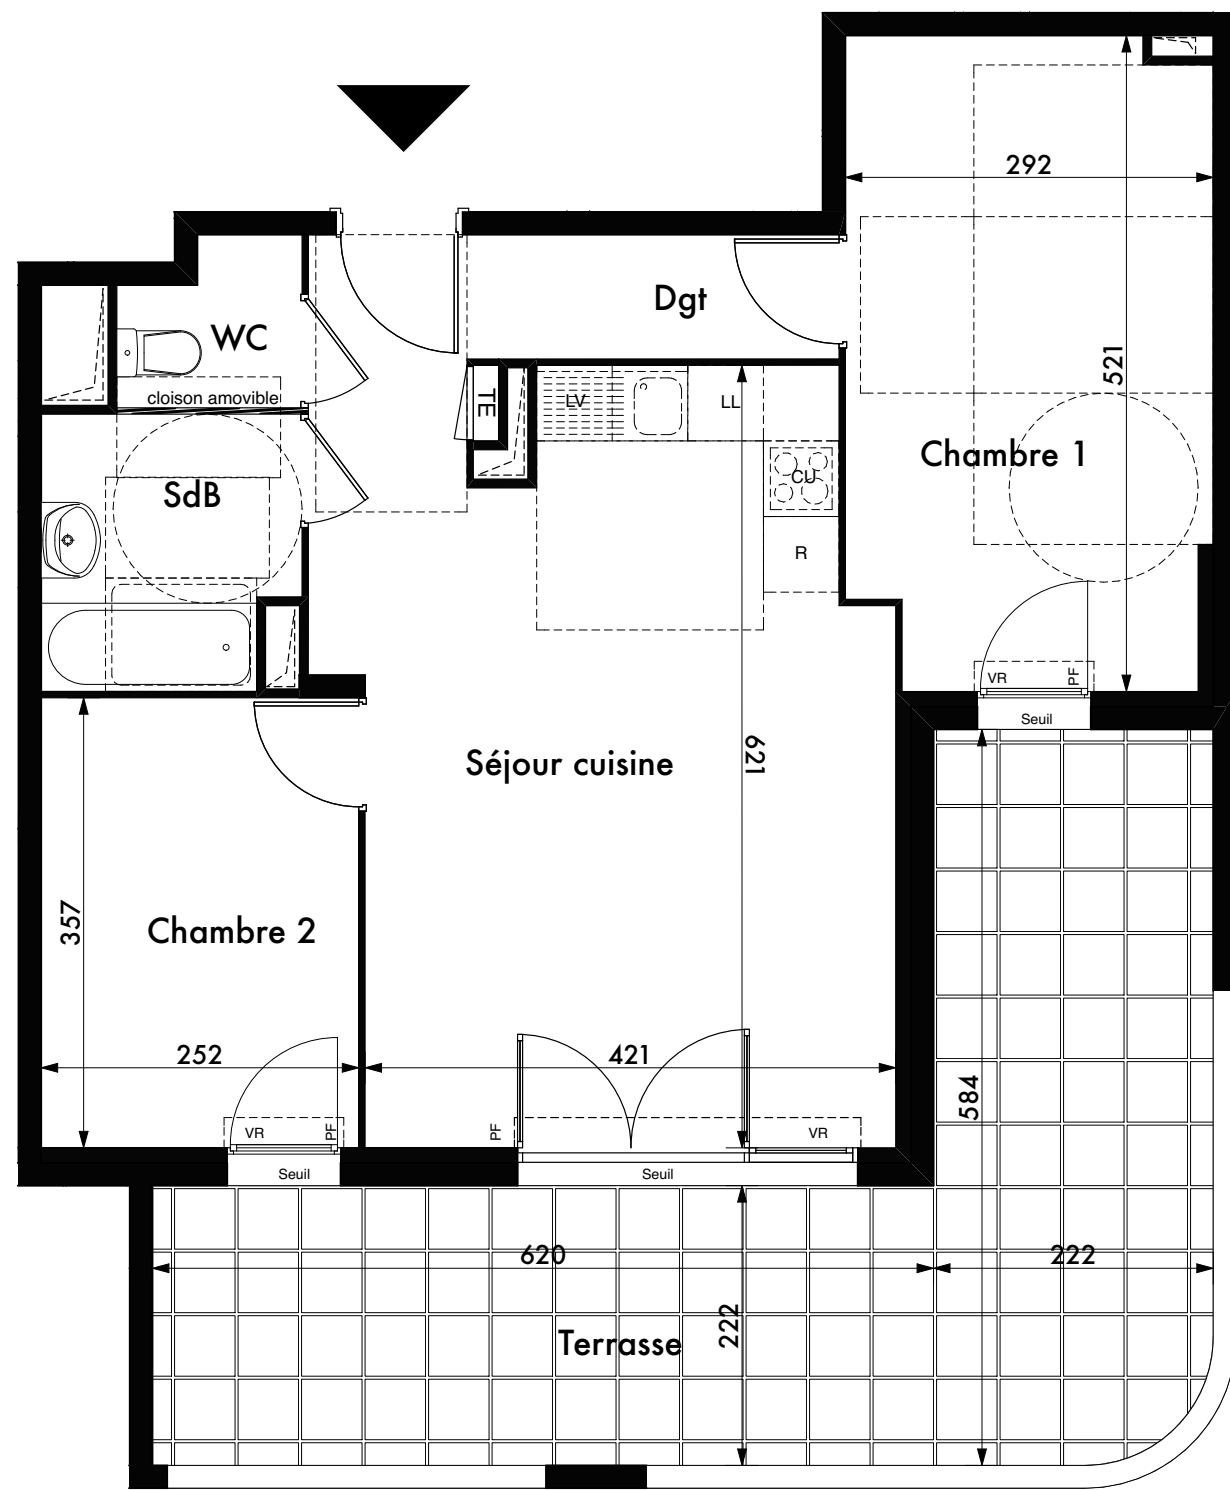 292
Dgt
WC
521
cloison amovible
TE
LV
LL
Chambre 1
CU
SdB
R
VR
PF
Seuil
Séjour cuisine
621
357
Chambre 2
252
421
584
VR
PF
PF
VR
Seuil
Seuil
620
222
222
Terrasse